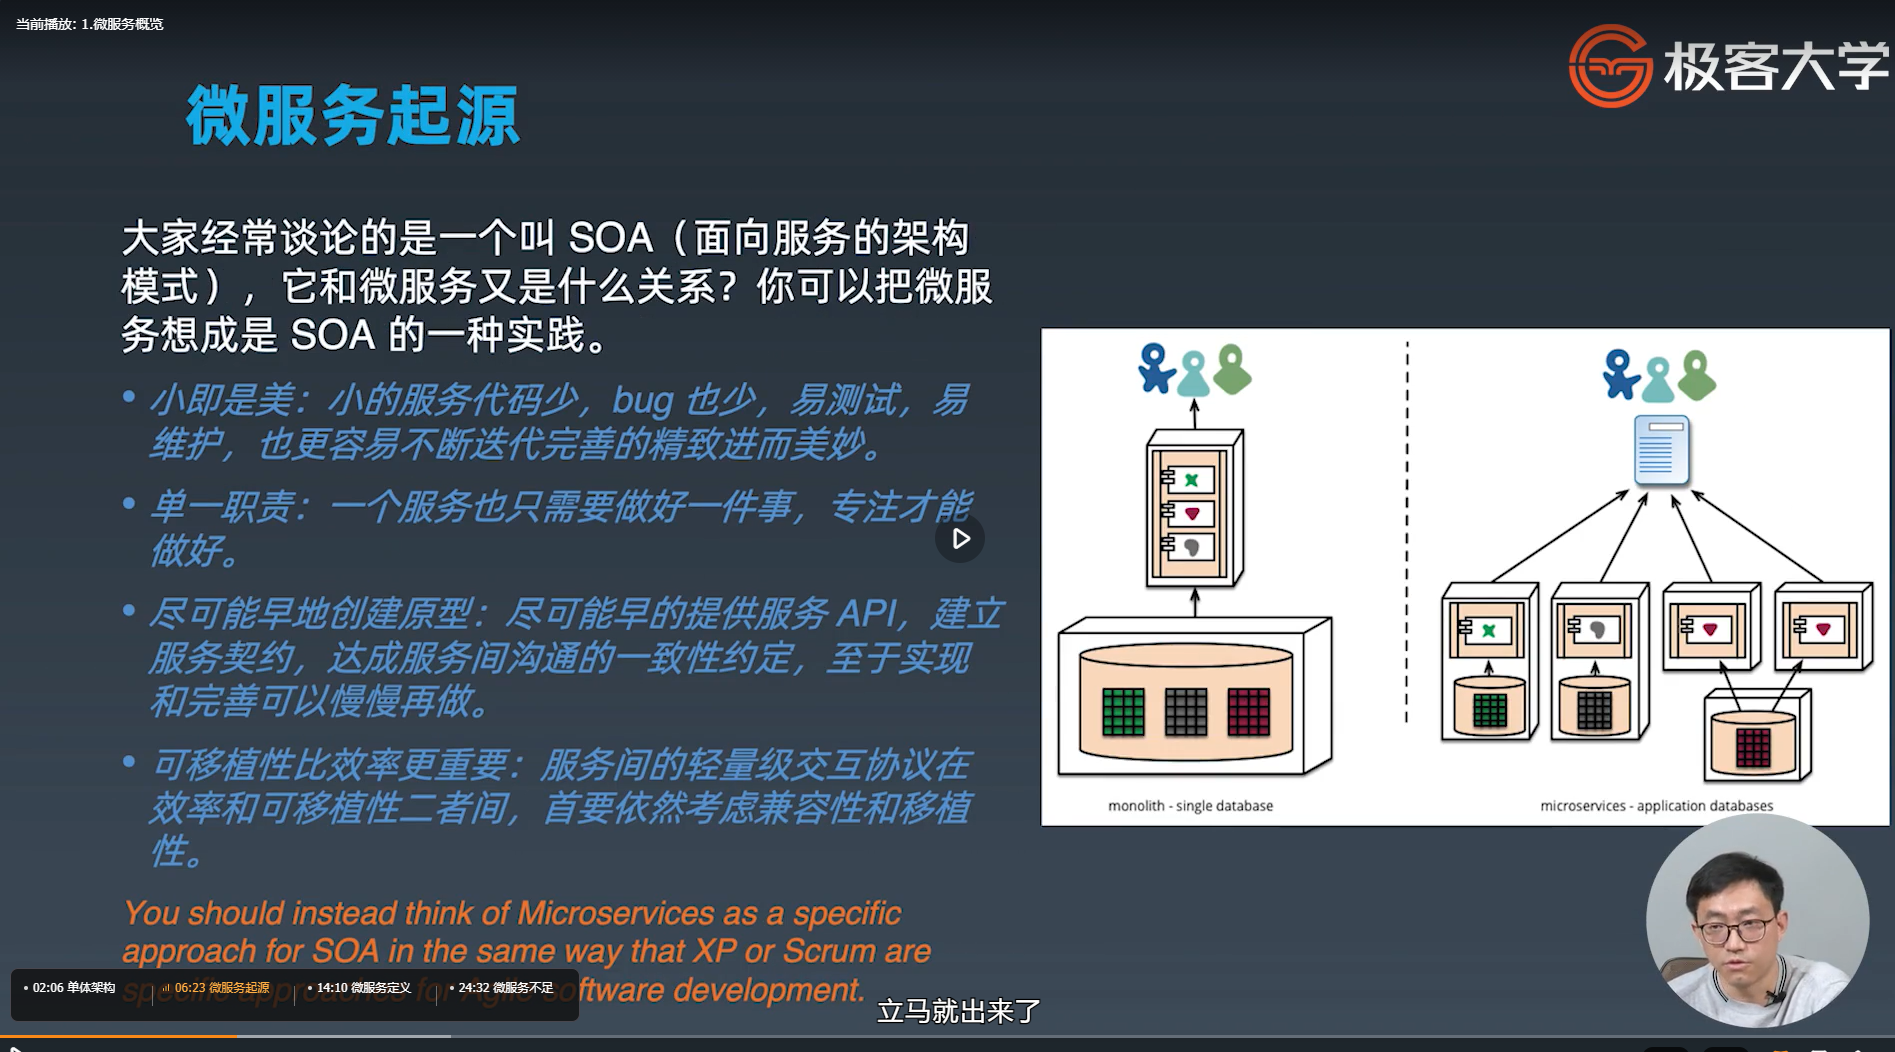 当前播放: 1.微服务概览
极客大学
微服务起源
大家经常谈论的是一个叫 SOA（面向服务的架构
模式），它和微服务又是什么关系？你可以把微服
务想成是 SOA 的一种实践。
• 小即是美：小的服务代码少，bug 也少，易测试，易
维护，也更容易不断迭代完善的精致进而美妙。
• 单一职责：一个服务也只需要做好一件事，专注才能
做好。
• 尽可能早地创建原型：尽可能早的提供服务 API，建立
服务契约，达成服务间沟通的一致性约定，至于实现
和完善可以慢慢再做。
• 可移植性比效率更重要：服务间的轻量级交互协议在
效率和可移植性二者间，首要依然考虑兼容性和移植
性。
You should instead think of Microservices as a specific
approach for SOA in the same way that XP or Scrum are
specific approaches for Agile software development.
monolith - single database
microservices - application databases
• 02:06 单体架构
06:23 微服务起源
• 14:10 微服务定义
• 24:32 微服务不足
立马就出来了